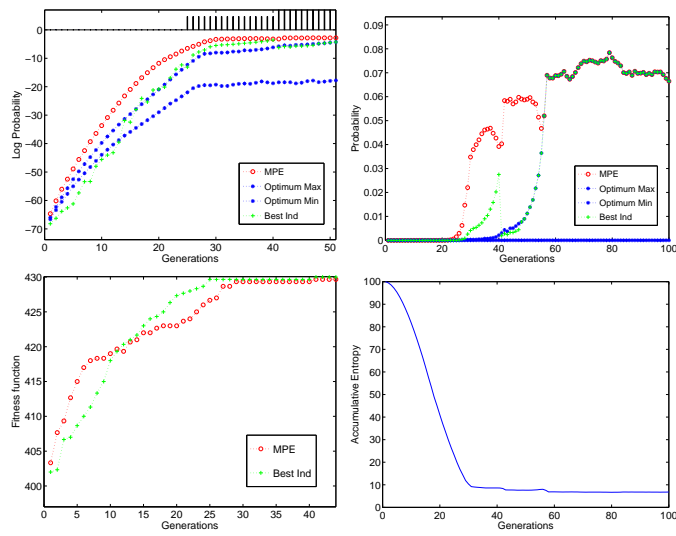 0
−10
−20
−30
−40
−50
−60
−70
Log Probability
0 10 20 30 40 50
Generations
MPE
Optimum Max
Optimum Min
Best Ind
0.09
0.08
0.07
0.06
0.05
0.04
0.03
0.02
0.01
0
Probability
0 20 40 60 80 100
Generations
MPE
Optimum Max
Optimum Min
Best Ind
430
425
420
415
410
405
400
Fitness function
0 5 10 15 20 25 30 35 40
Generations
MPE
Best Ind
100
90
80
70
60
50
40
30
20
10
0
Accumulative Entropy
0 20 40 60 80 100
Generations